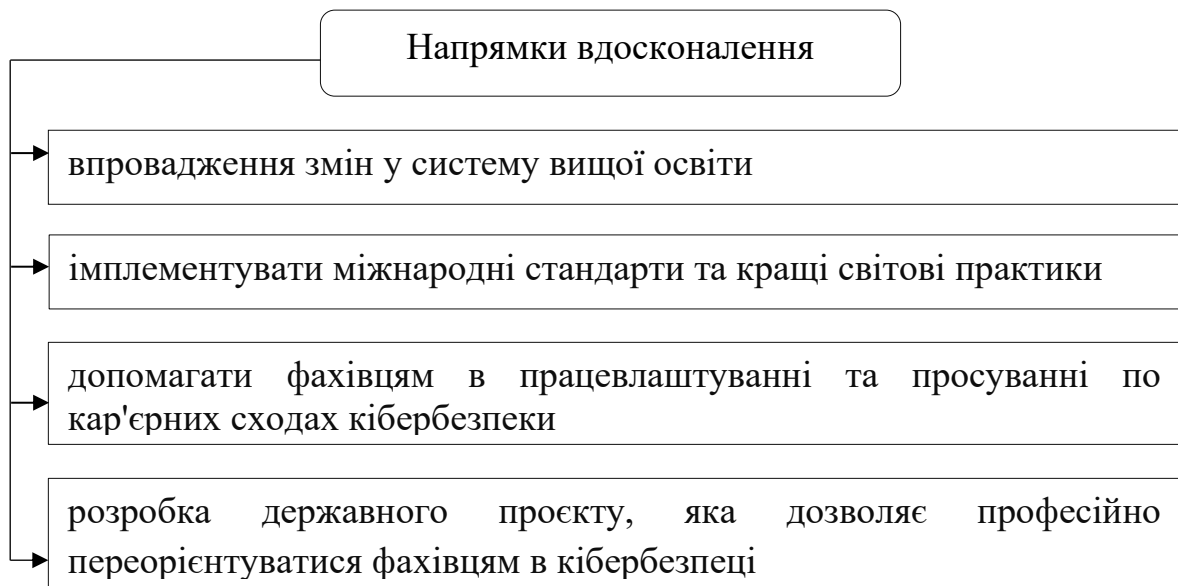 Напрямки вдосконалення
впровадження змін у систему вищої освіти
імплементувати міжнародні стандарти та кращі світові практики
допомагати фахівцям в працевлаштуванні та просуванні по
кар'єрних сходах кібербезпеки
розробка державного проєкту, яка дозволяє професійно
переорієнтуватися фахівцям в кібербезпеці